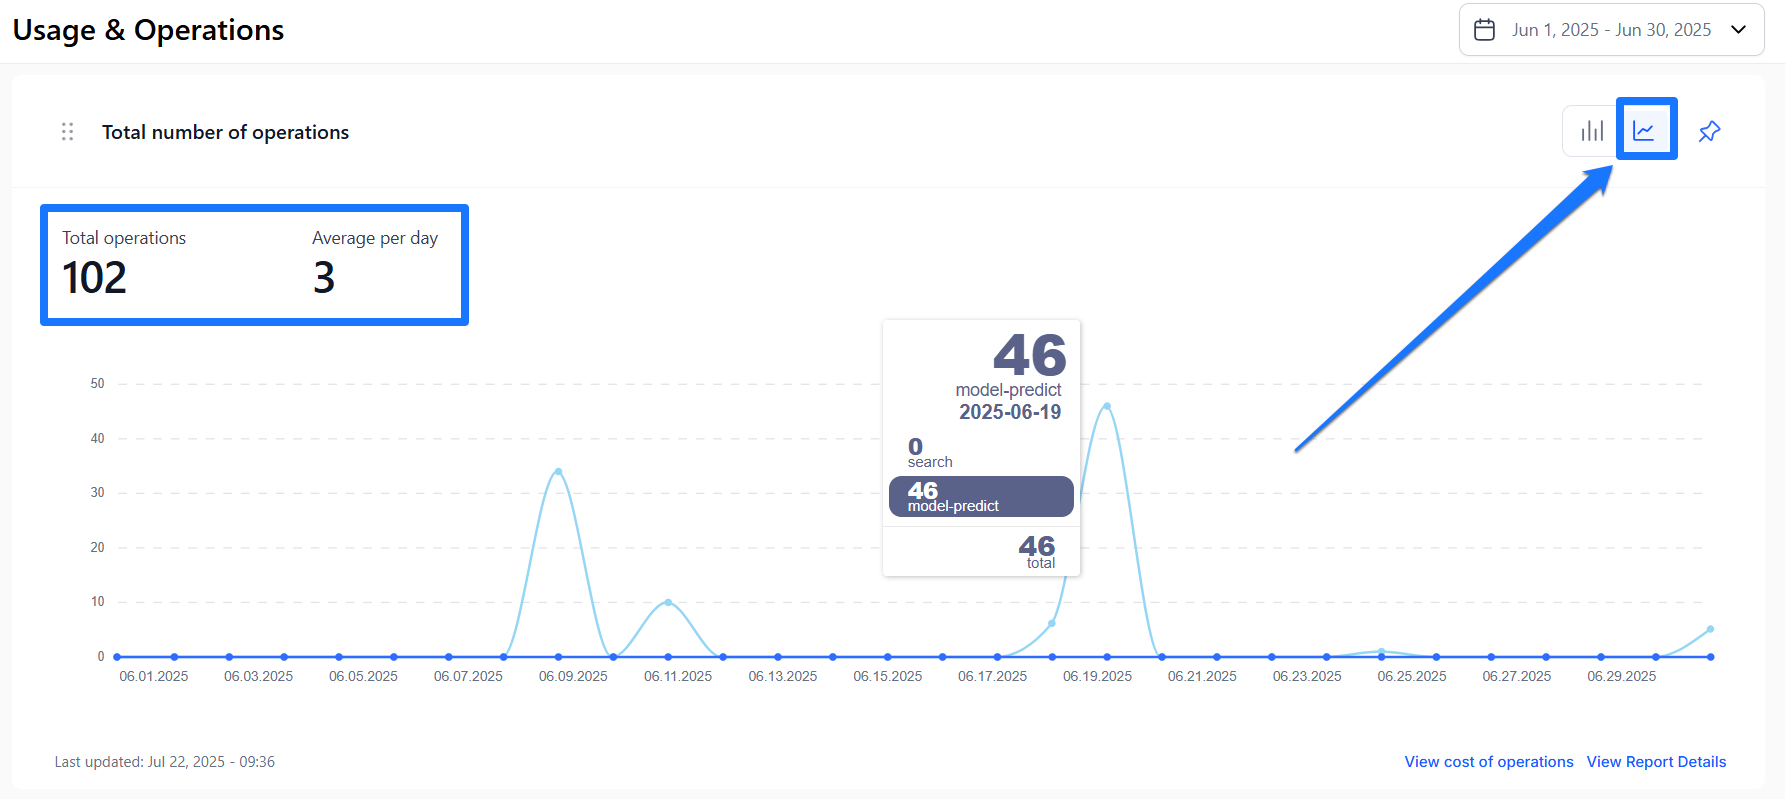 Usage & Operations
Jun 1, 2025 - Jun 30, 2025
Total number of operations
Total operations
Average per day
102
3
46
model-predict
2025-06-19
0
search
46
model-predict
46
total
50
40
30
20
10
0
06.01.2025 06.03.2025 06.05.2025 06.07.2025 06.09.2025 06.11.2025 06.13.2025 06.15.2025 06.17.2025 06.19.2025 06.21.2025 06.23.2025 06.25.2025 06.27.2025 06.29.2025
Last updated: Jul 22, 2025 - 09:36
View cost of operations View Report Details